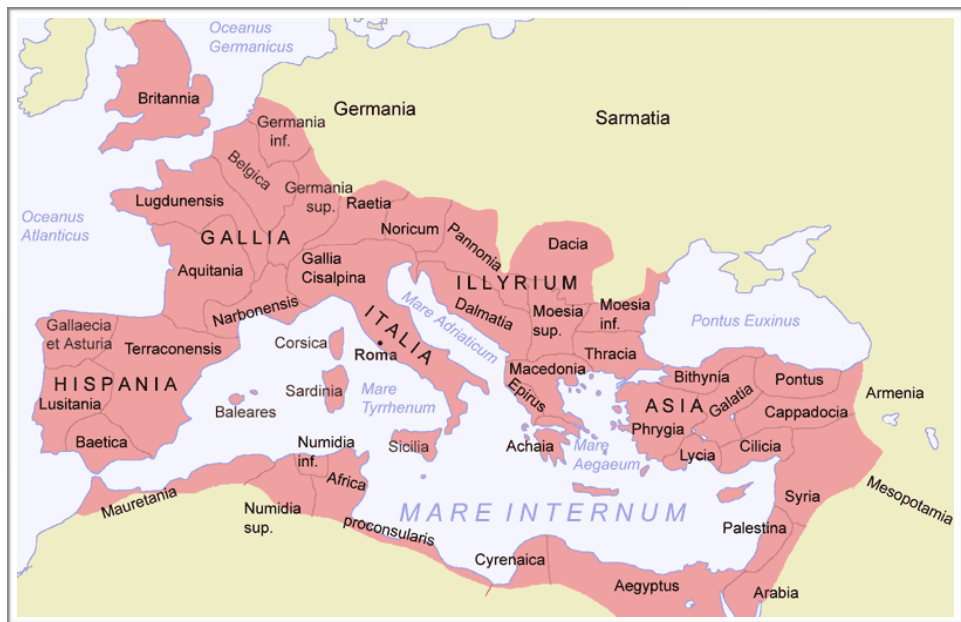 Oceanus
Germanicus
Britannia
Germania
Sarmatia
Germania
inf.
Belgica
Germania
sup.
Lugdunensis
Raetia
Oceanus
Atlanticus
Noricum
Pannonia
Dacia
GALLIA
Gallia
Cisalpina
Aquitania
ILLYRIUM
Narbonensis
Dalmatia
Moesia
sup.
Moesia
inf.
Mare Adriaticum
Pontus Euxinus
Gallaecia
et Asturia
Terraconensis
Corsica
ITALIA
Roma
Thracia
Macedonia
HISPANIA
Lusitania
Baetica
Baleares
Sardinia
Mare
Tyrrhenum
Epirus
Bithynia
Galatia
Pontus
Armenia
ASIA
Cappadocia
Phrygia
Lycia
Cilicia
Numidia
inf.
Sicilia
Achaia
Mare
Aegaeum
Mauretania
Numidia
sup.
Africa
proconsularis
MARE INTERNUM
Syria
Mesopotamia
Palestina
Cyrenaica
Aegyptus
Arabia